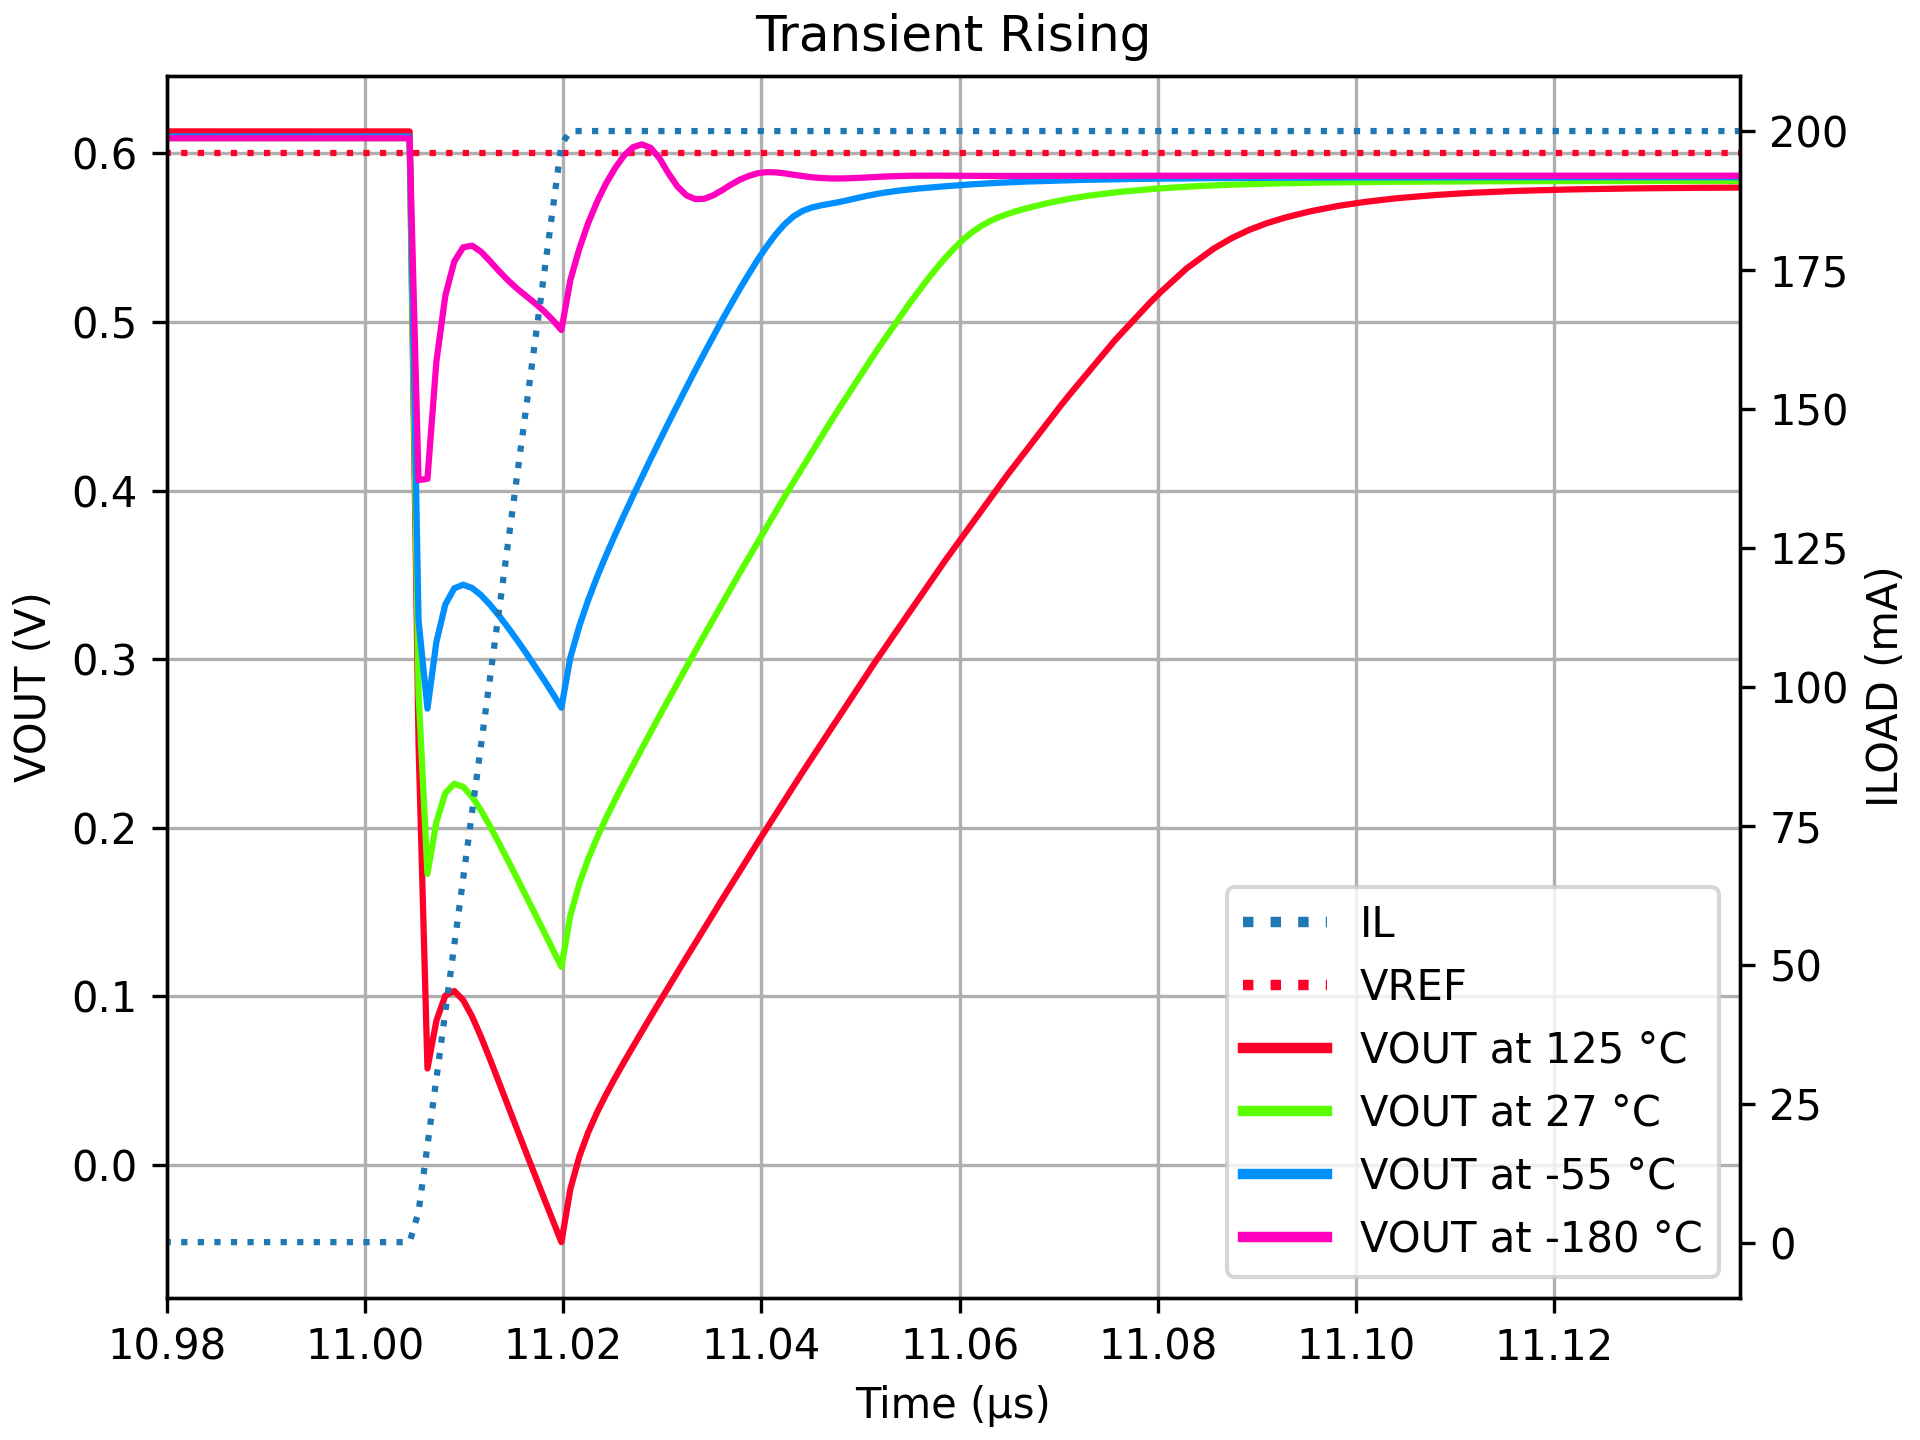 Transient Rising
0.6
0.5
0.4
0.3
0.2
0.1
0.0
VOUT (V)
200
175
150
125
100
75
50
25
0
ILOAD (mA)
IL
VREF
VOUT at 125 °C
VOUT at 27 °C
VOUT at -55 °C
VOUT at -180 °C
10.98 11.00 11.02 11.04 11.06 11.08 11.10 11.12
Time (µs)